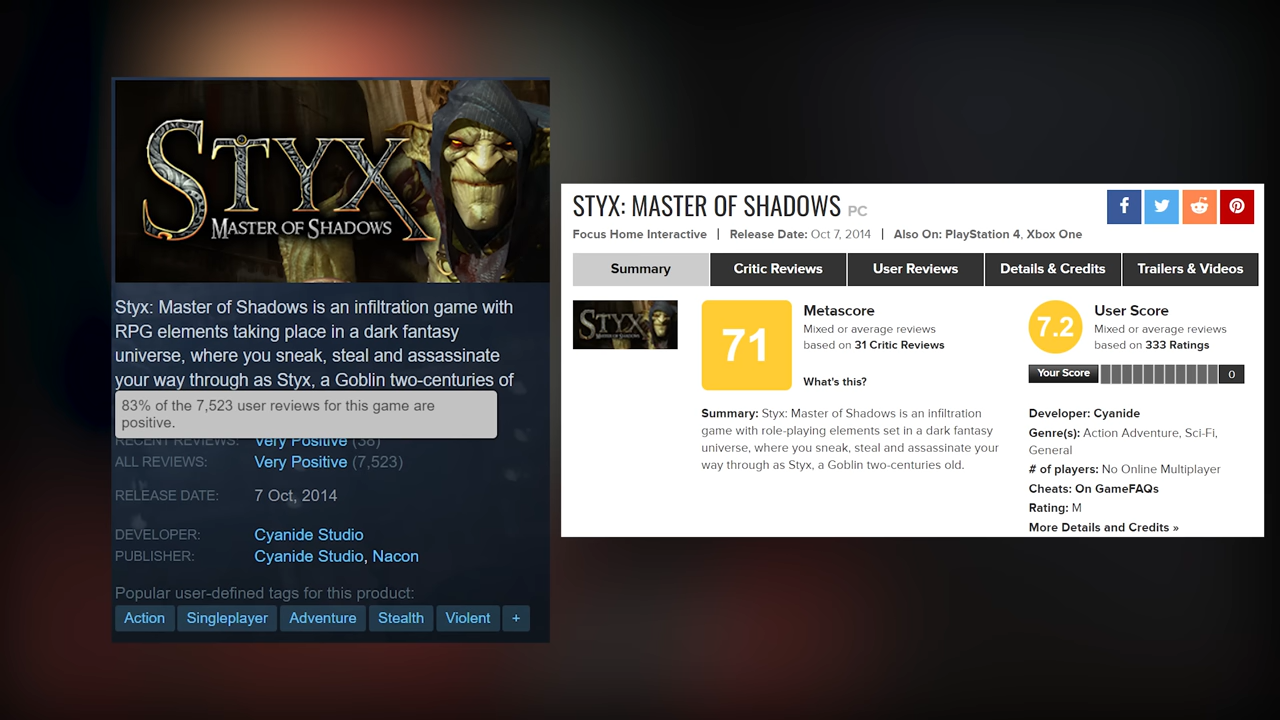 STYX
MASTER OF SHADOWS
Styx: Master of Shadows is an infiltration game with
RPG elements taking place in a dark fantasy
universe, where you sneak, steal and assassinate
your way through as Styx, a Goblin two-centuries of
83% of the 7,523 user reviews for this game are
positive.
RECENT REVIEWS: Very Positive (38)
ALL REVIEWS: Very Positive (7,523)
RELEASE DATE: 7 Oct, 2014
DEVELOPER: Cyanide Studio
PUBLISHER: Cyanide Studio, Nacon
Popular user-defined tags for this product:
Action Singleplayer Adventure Stealth Violent +
STYX: MASTER OF SHADOWS PC
Focus Home Interactive | Release Date: Oct 7, 2014 | Also On: PlayStation 4, Xbox One
Summary Critic Reviews User Reviews Details & Credits Trailers & Videos
STYX
71
Metascore
Mixed or average reviews
based on 31 Critic Reviews
What's this?
Summary: Styx: Master of Shadows is an infiltration
game with role-playing elements set in a dark fantasy
universe, where you sneak, steal and assassinate your
way through as Styx, a Goblin two-centuries old.
7.2
User Score
Mixed or average reviews
based on 333 Ratings
Your Score 0
Developer: Cyanide
Genre(s): Action Adventure, Sci-Fi,
General
# of players: No Online Multiplayer
Cheats: On GameFAQs
Rating: M
More Details and Credits »